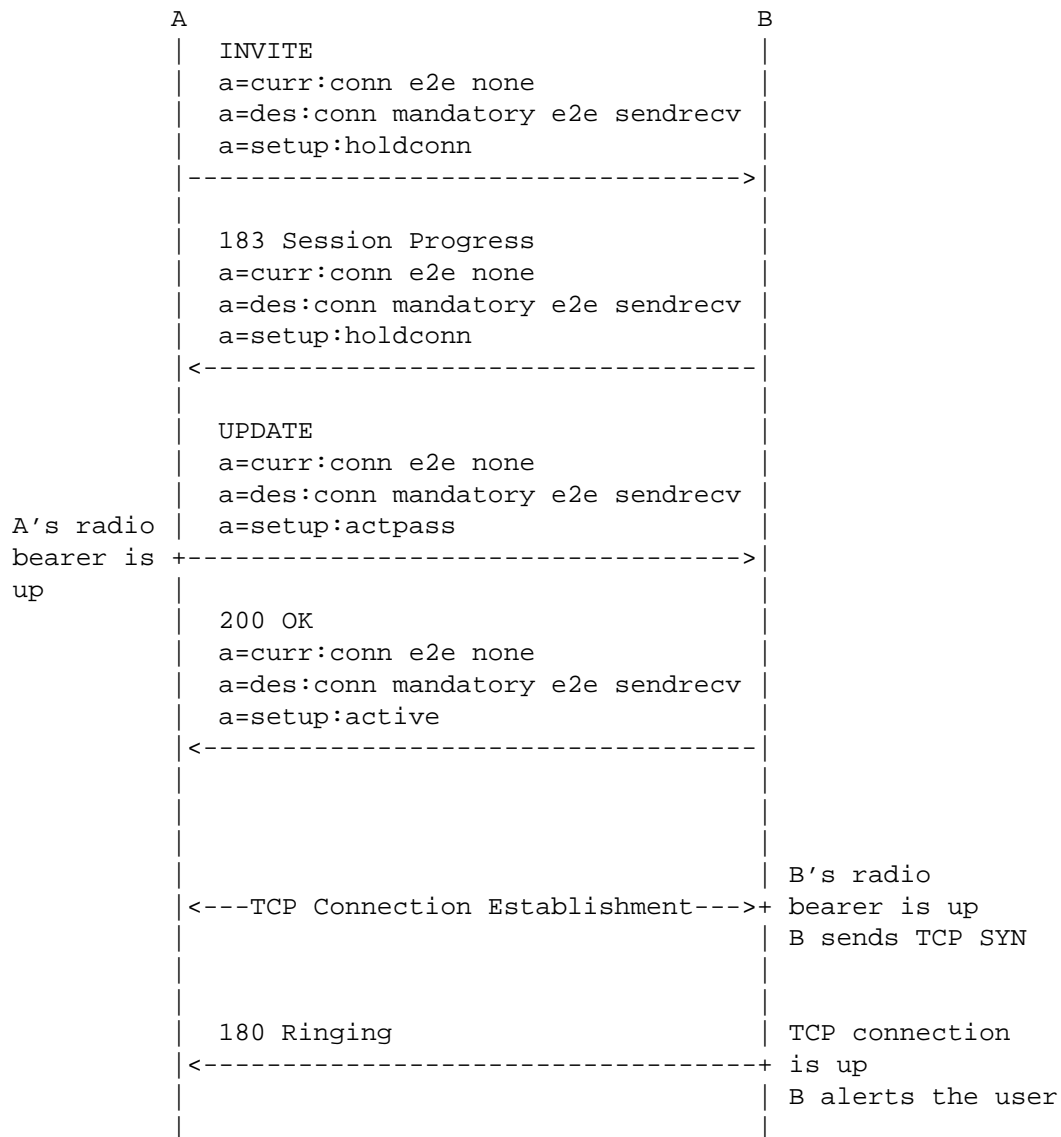 A B
INVITE
a=curr:conn e2e none
a=des:conn mandatory e2e sendrecv
a=setup:holdconn
183 Session Progress
a=curr:conn e2e none
a=des:conn mandatory e2e sendrecv
a=setup:holdconn
UPDATE
a=curr:conn e2e none
a=des:conn mandatory e2e sendrecv
A's radio a=setup:actpass
bearer is
up
200 OK
a=curr:conn e2e none
a=des:conn mandatory e2e sendrecv
a=setup:active
B's radio
TCP Connection Establishment bearer is up
B sends TCP SYN
180 Ringing TCP connection
is up
B alerts the user